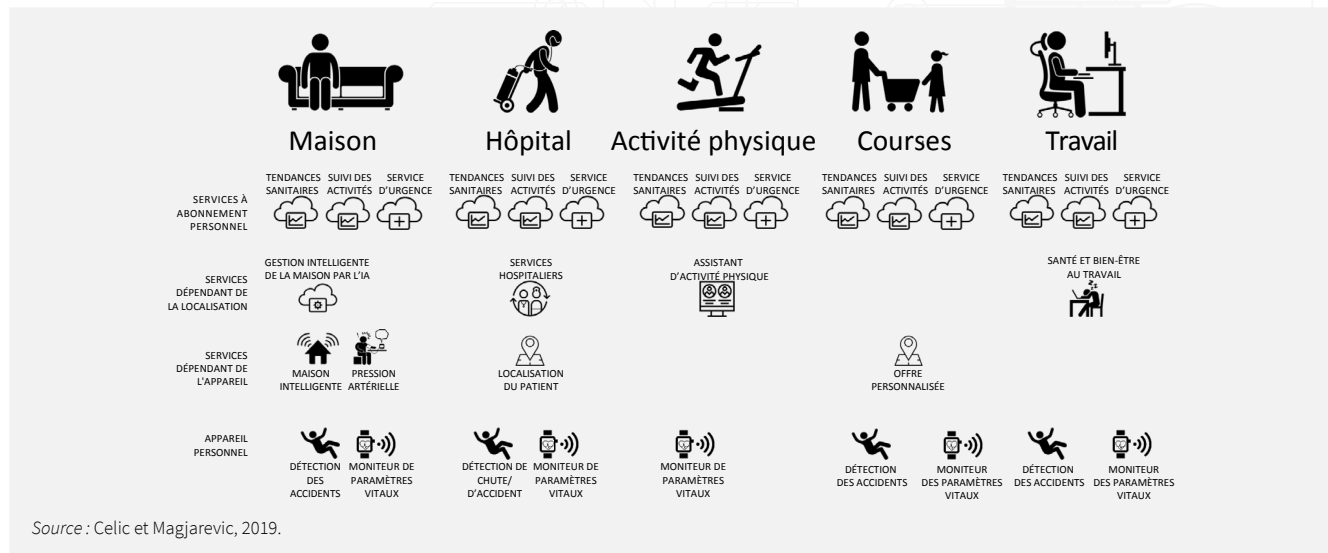 Maison Hôpital Activité physique Courses Travail
SERVICES À
ABONNEMENT
PERSONNEL
TENDANCES SUIVI DES SERVICE
SANITAIRES ACTIVITÉS D'URGENCE
TENDANCES SUIVI DES SERVICE
SANITAIRES ACTIVITÉS D'URGENCE
TENDANCES SUIVI DES SERVICE
SANITAIRES ACTIVITÉS D'URGENCE
TENDANCES SUIVI DES SERVICE
SANITAIRES ACTIVITÉS D'URGENCE
TENDANCES SUIVI DES SERVICE
SANITAIRES ACTIVITÉS D'URGENCE
SERVICES
DÉPENDANT DE
LA LOCALISATION
GESTION INTELLIGENTE
DE LA MAISON PAR L'IA
SERVICES
HOSPITALIERS
ASSISTANT
D'ACTIVITÉ PHYSIQUE
SANTÉ ET BIEN-ÊTRE
AU TRAVAIL
zz
SERVICES
DÉPENDANT DE
L'APPAREIL
MAISON
INTELLIGENTE
PRESSION
ARTÉRIELLE
LOCALISATION
DU PATIENT
OFFRE
PERSONNALISÉE
APPAREIL
PERSONNEL
DÉTECTION
DES
ACCIDENTS
MONITEUR DE
PARAMÈTRES
VITAUX
DÉTECTION DE
CHUTE/
D'ACCIDENT
MONITEUR DE
PARAMÈTRES
VITAUX
MONITEUR DE
PARAMÈTRES
VITAUX
DÉTECTION
DES ACCIDENTS
MONITEUR
DES PARAMÈTRES
VITAUX
DÉTECTION
DES ACCIDENTS
MONITEUR
DES PARAMÈTRES
VITAUX
Source : Celic et Magjarevic, 2019.